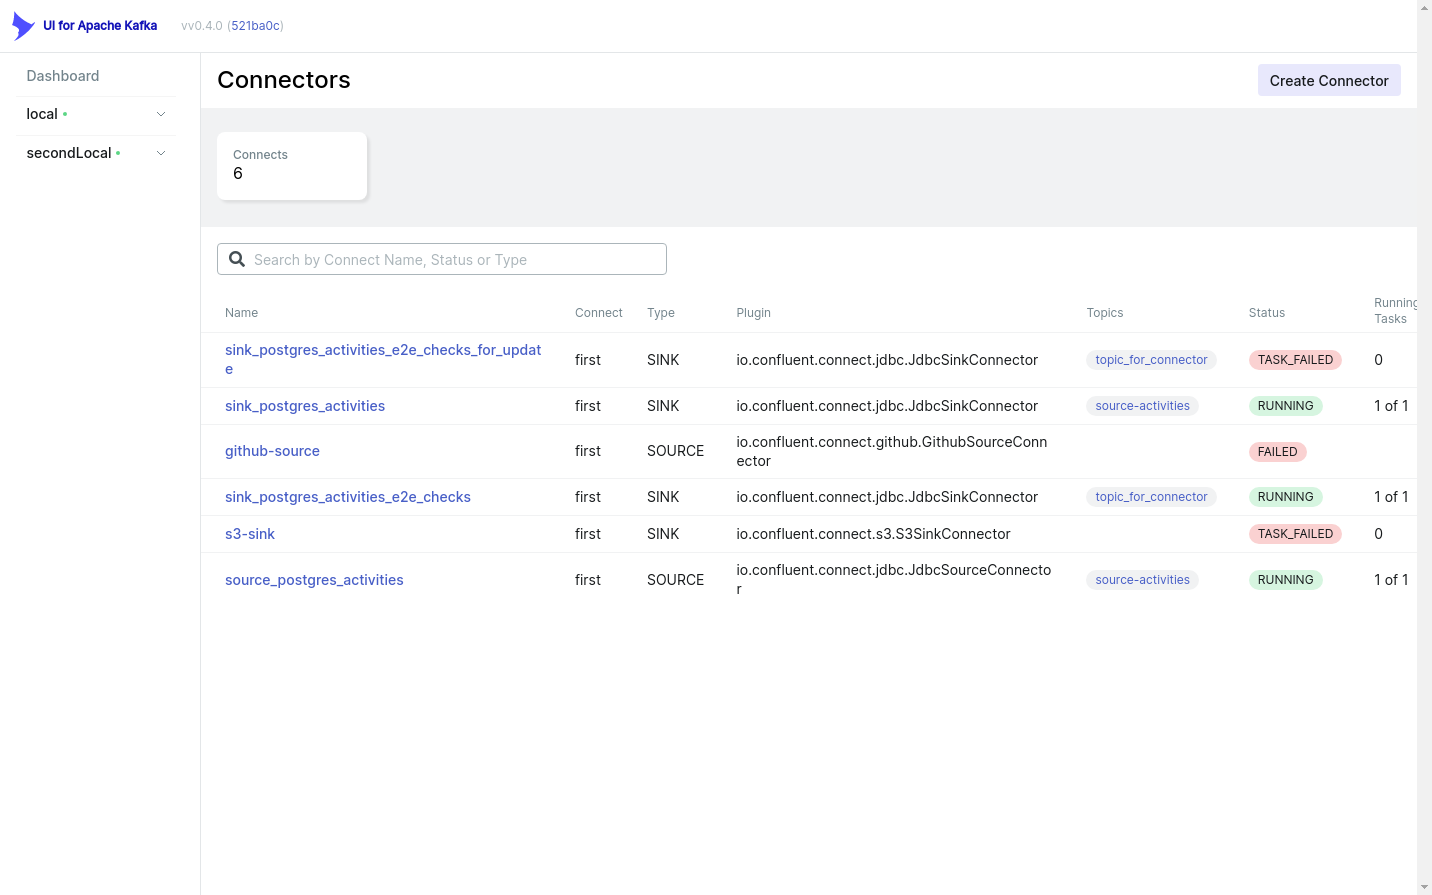 UI for Apache Kafka
vv0.4.0 (521ba0c)
Dashboard
local
secondLocal
Connectors
Create Connector
Connects
6
Search by Connect Name, Status or Type
Name Connect Type Plugin Topics Status Running Tasks
sink_postgres_activities_e2e_checks_for_updat
e
first SINK io.confluent.connect.jdbc.JdbcSinkConnector topic_for_connector TASK_FAILED 0
sink_postgres_activities first SINK io.confluent.connect.jdbc.JdbcSinkConnector source-activities RUNNING 1 of 1
github-source first SOURCE io.confluent.connect.github.GithubSourceConn
ector
FAILED
sink_postgres_activities_e2e_checks first SINK io.confluent.connect.jdbc.JdbcSinkConnector topic_for_connector RUNNING 1 of 1
s3-sink first SINK io.confluent.connect.s3.S3SinkConnector TASK_FAILED 0
source_postgres_activities first SOURCE io.confluent.connect.jdbc.JdbcSourceConnecto
r
source-activities RUNNING 1 of 1